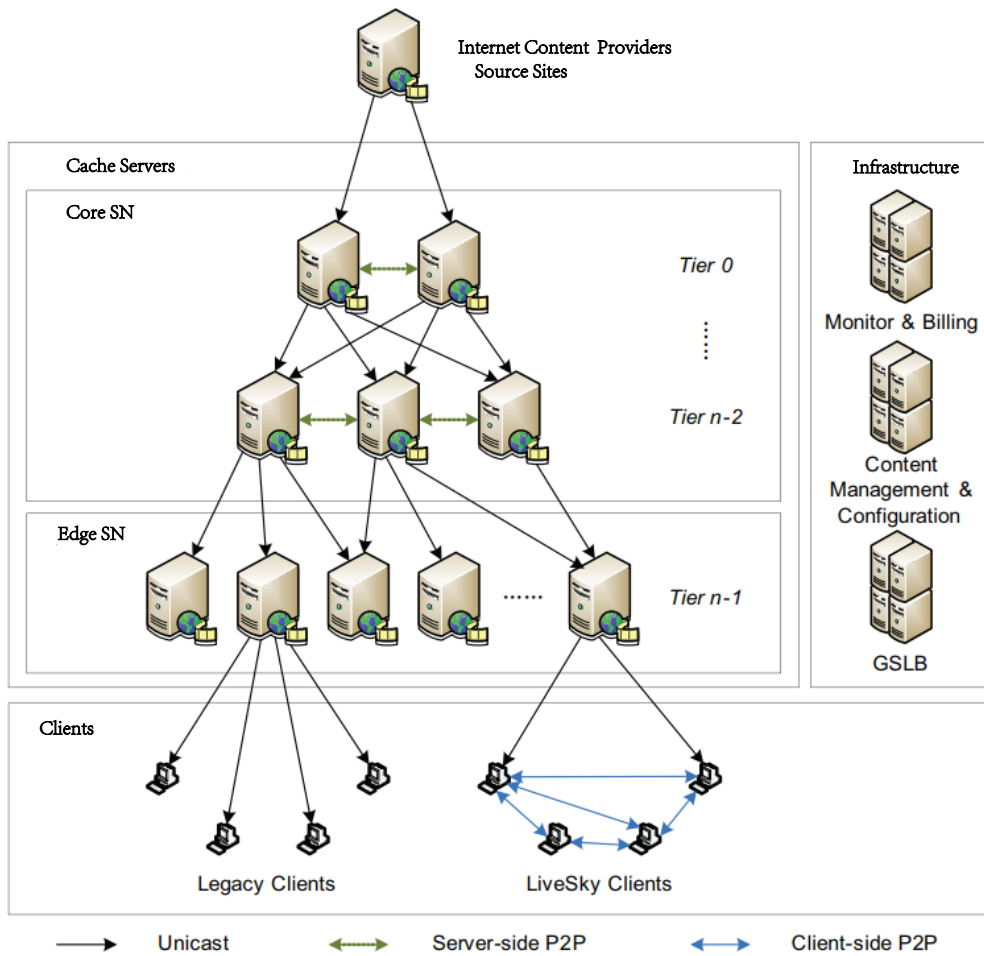 Internet Content Providers
Source Sites
Cache Servers
Infrastructure
Core SN
Tier 0
Monitor & Billing
Tier n-2
Content
Management &
Configuration
Edge SN
......
Tier n-1
GSLB
Clients
Legacy Clients
LiveSky Clients
Unicast
Server-side P2P
Client-side P2P